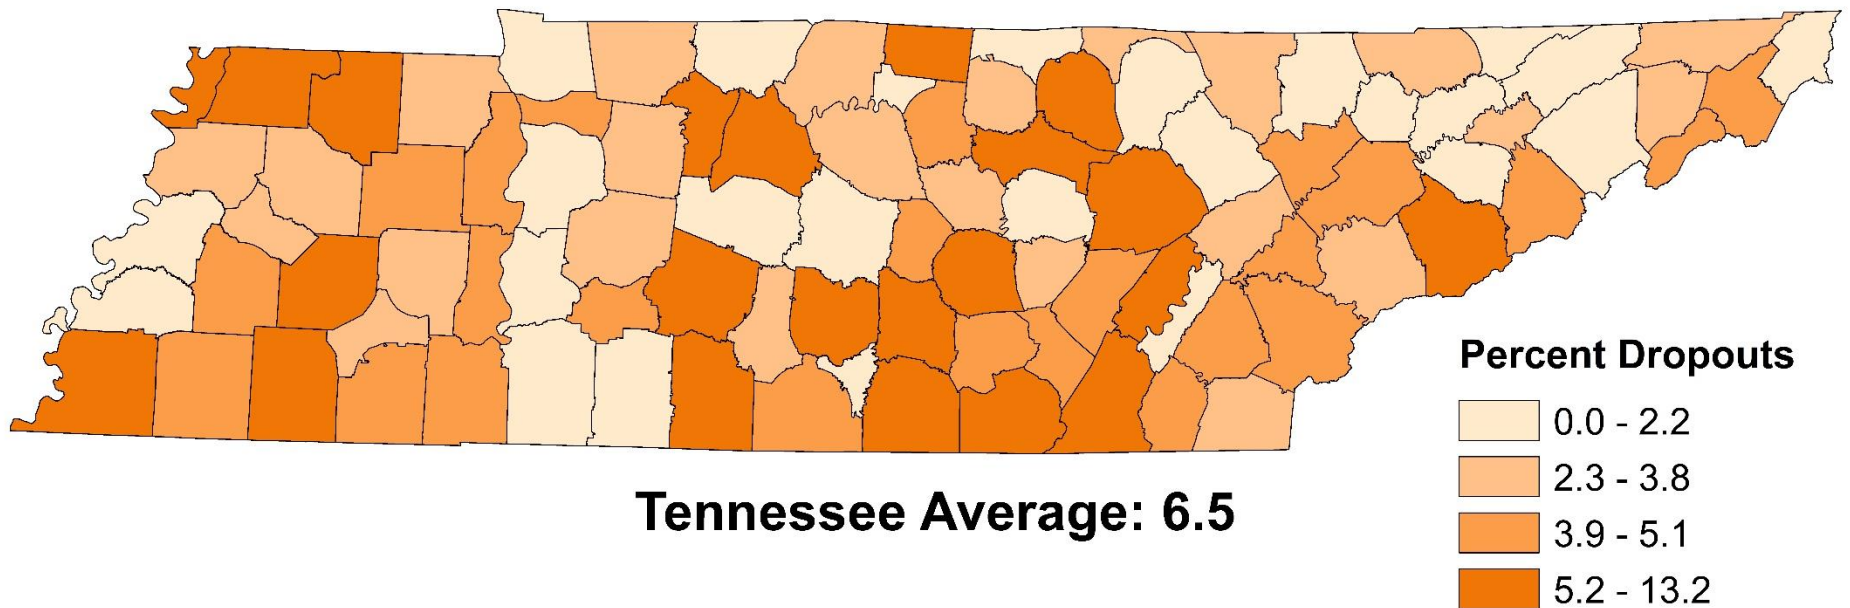 Percent Dropouts
0.0 - 2.2
2.3 - 3.8
3.9 - 5.1
5.2 - 13.2
Tennessee Average: 6.5